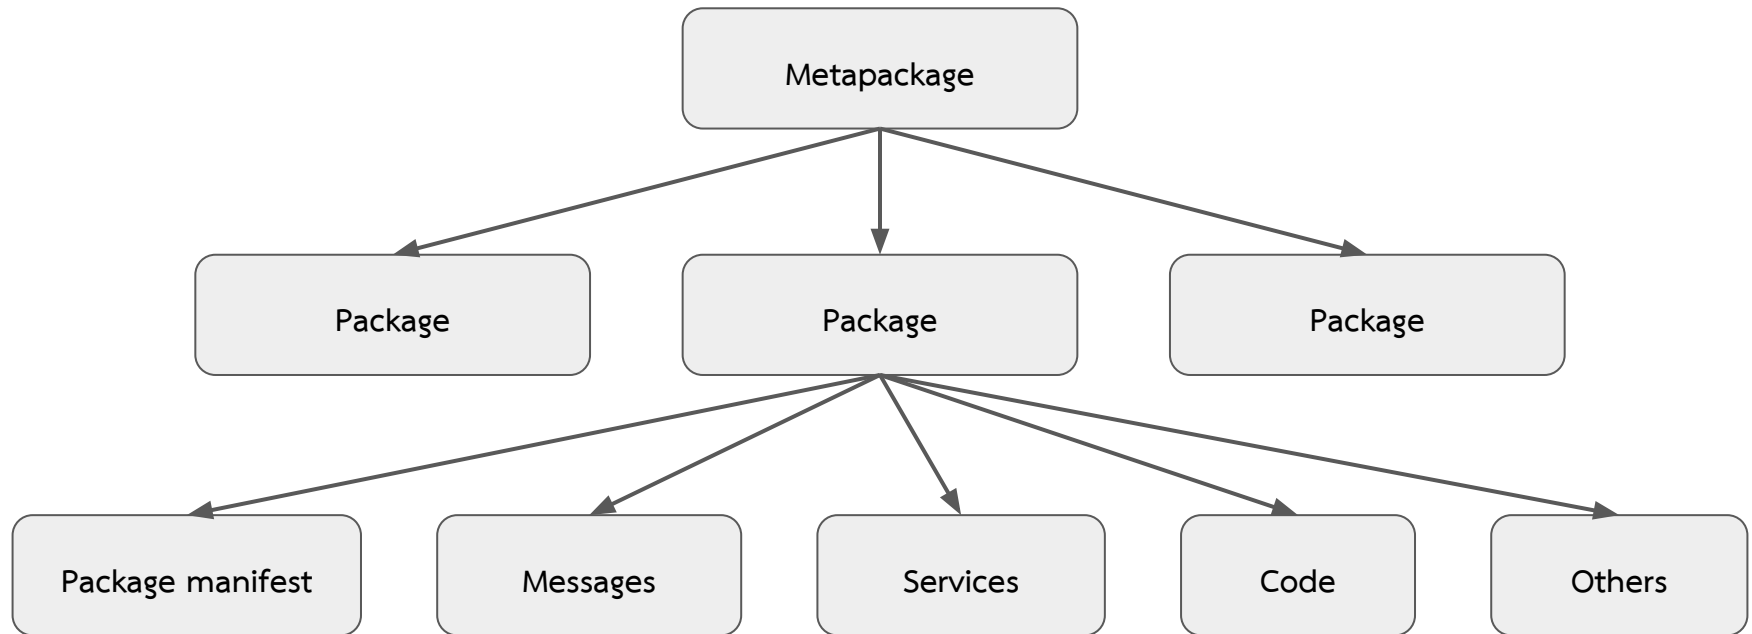 Metapackage
Package
Package
Package
Package manifest
Messages
Services
Code
Others